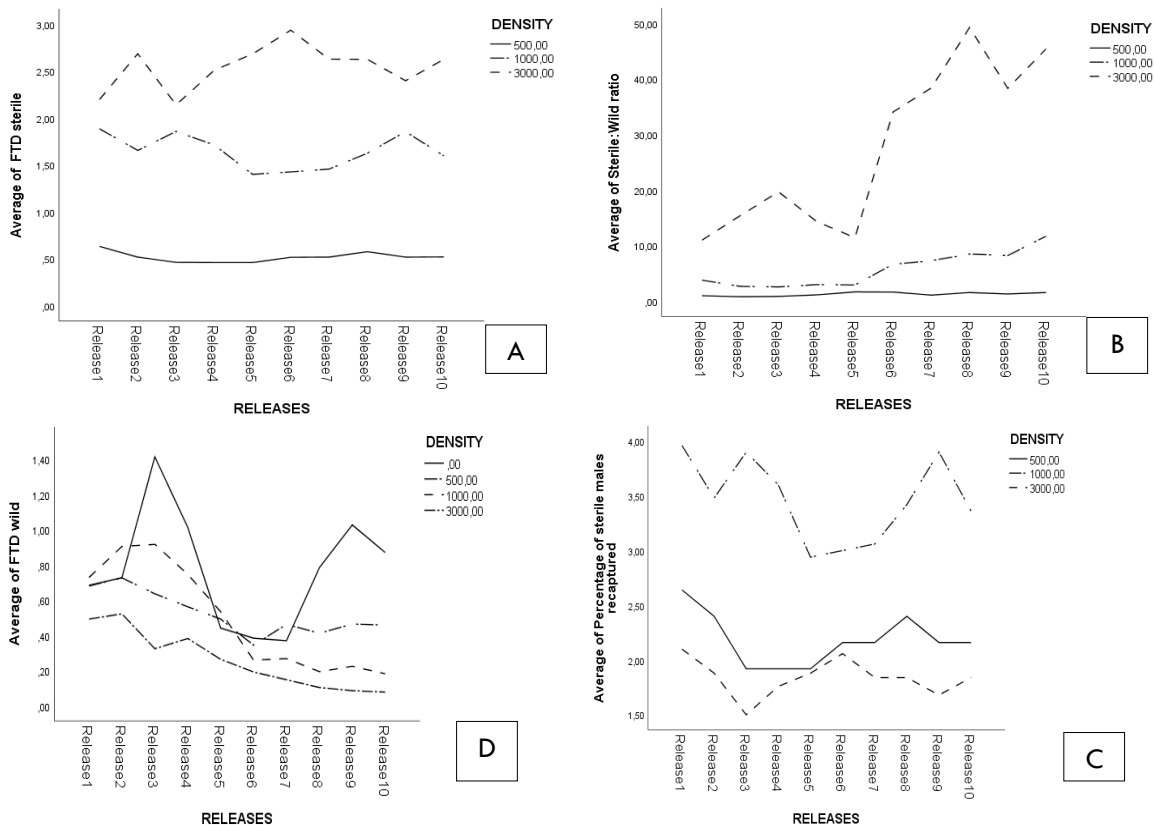 DENSITY
500,00
1000,00
3000,00
3,00
2,50
2,00
1,50
1,00
,50
,00
Average of FTD sterile
Release1
Release2
Release3
Release4
Release5
Release6
Release7
Release8
Release9
Release10
RELEASES
A
DENSITY
500,00
1000,00
3000,00
50,00
40,00
30,00
20,00
10,00
,00
Average of Sterile:Wild ratio
Release1
Release2
Release3
Release4
Release5
Release6
Release7
Release8
Release9
Release10
RELEASES
B
DENSITY
,00
500,00
1000,00
3000,00
1,40
1,20
1,00
,80
,60
,40
,20
,00
Average of FTD wild
Release1
Release2
Release3
Release4
Release5
Release6
Release7
Release8
Release9
Release10
RELEASES
D
DENSITY
500,00
1000,00
3000,00
4,00
3,50
3,00
2,50
2,00
1,50
Average of Percentage of sterile males
recaptured
Release1
Release2
Release3
Release4
Release5
Release6
Release7
Release8
Release9
Release10
RELEASES
C